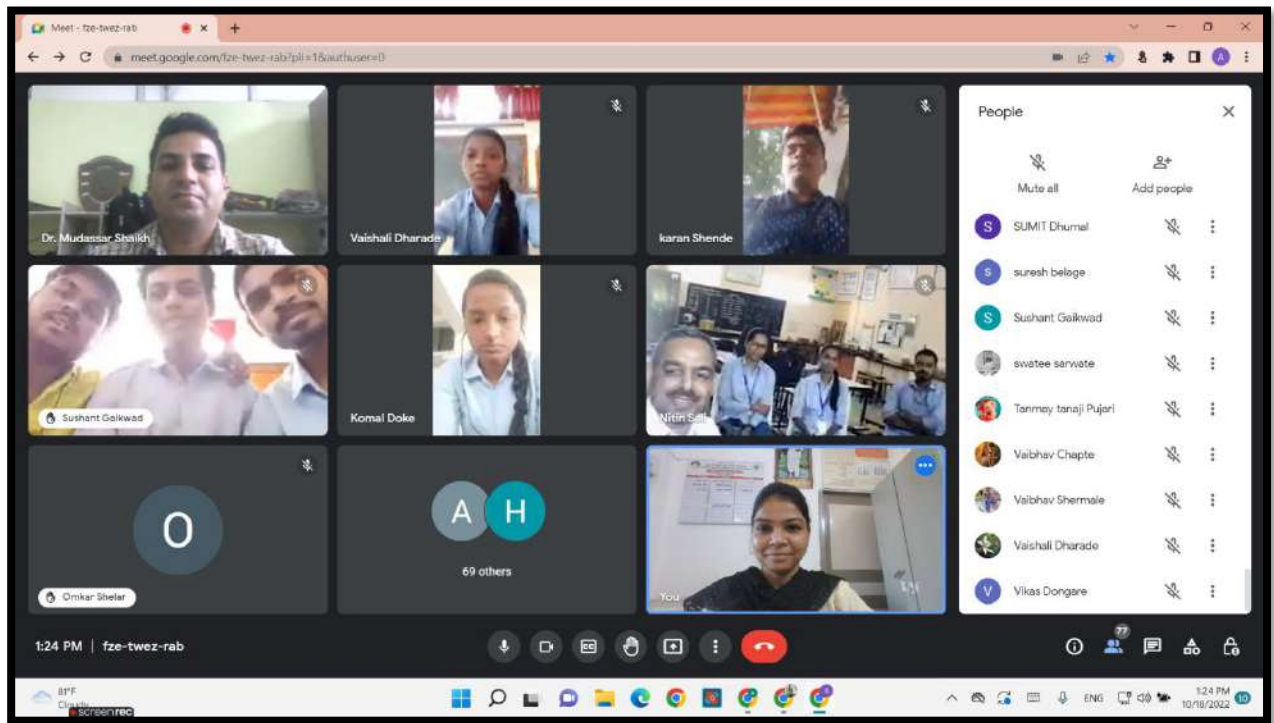 Meet - fze-twez-rab
meet.google.com/fze-twez-rab?pli=1&authuser=0
A
People
Mute all
Add people
Dr. Mudassar Shaikh
Vaishali Dharade
karan Shende
S SUMIT Dhumal
s suresh belage
S Sushant Gaikwad
swatee sarwate
Tanmay tanaji Pujari
Vaibhav Chapte
Vaibhav Shermale
Vaishali Dharade
V Vikas Dongare
Sushant Gaikwad
Komal Doke
Nitin Sali
O
Omkar Shelar
A H
69 others
You
1:24 PM | fze-twez-rab
CC
77
81°F
Cloudy
screenrec
ENG
1:24 PM
10/18/2022
10